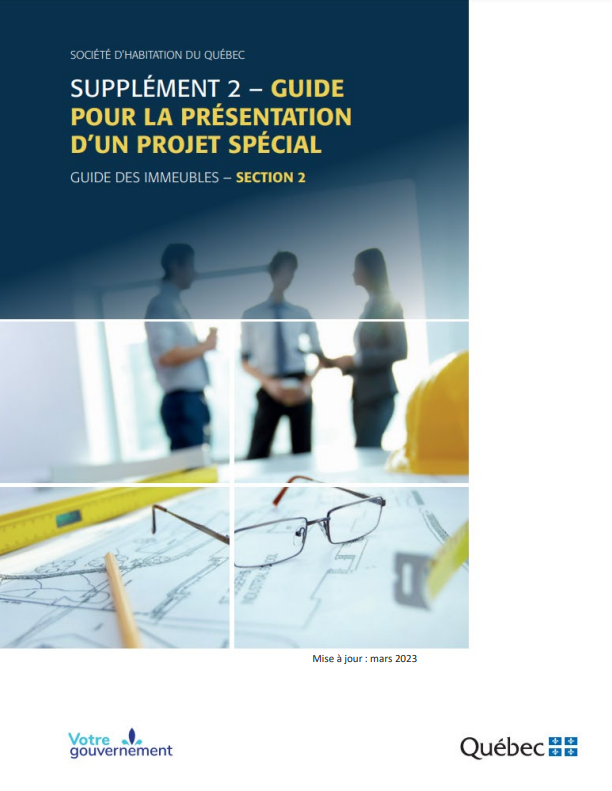 SOCIÉTÉ D'HABITATION DU QUÉBEC
SUPPLÉMENT 2 – GUIDE
POUR LA PRÉSENTATION
D'UN PROJET SPÉCIAL
GUIDE DES IMMEUBLES – SECTION 2
Mise à jour : mars 2023
Votre
gouvernement
Québec